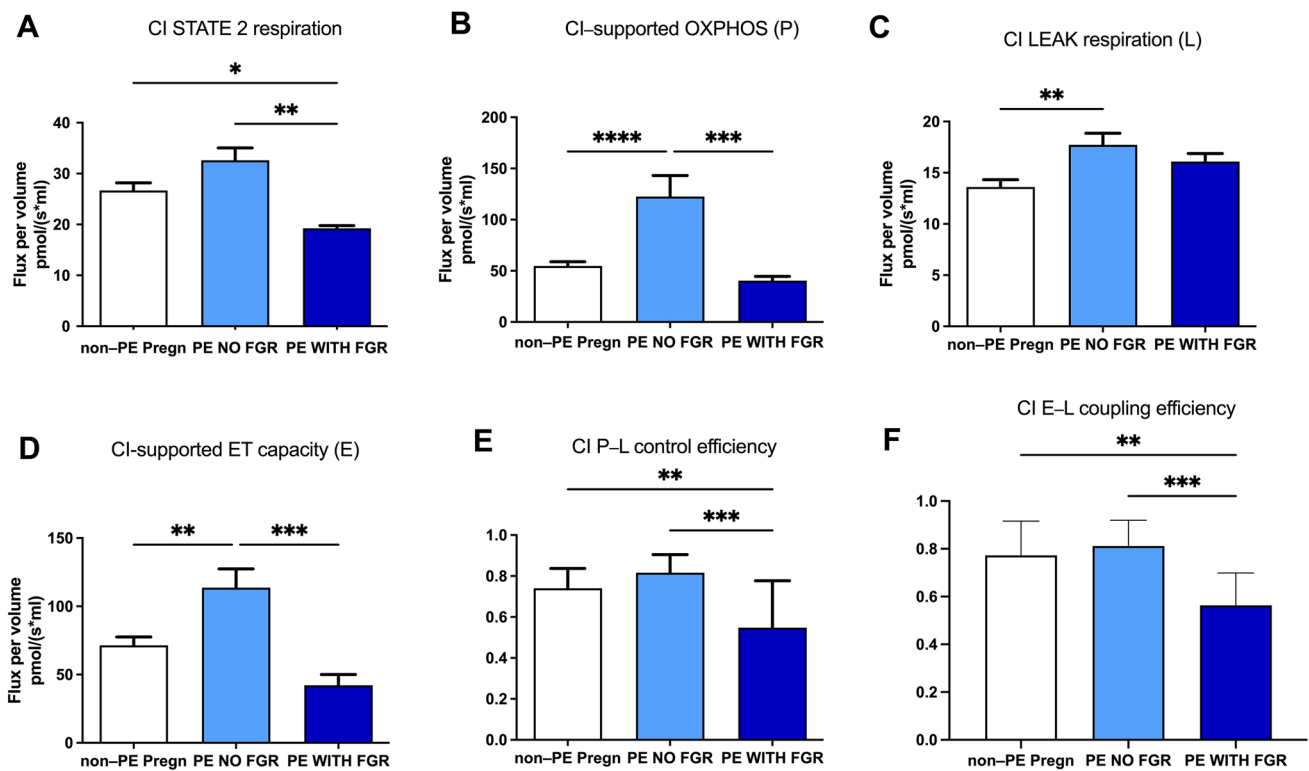 A
CI STATE 2 respiration
*
**
Flux per volume
pmol/(s*ml)
40
30
20
10
0
non–PE Pregn PE NO FGR PE WITH FGR
B
CI–supported OXPHOS (P)
**** ***
Flux per volume
pmol/(s*ml)
200
150
100
50
0
non–PE Pregn PE NO FGR PE WITH FGR
C
CI LEAK respiration (L)
**
Flux per volume
pmol/(s*ml)
20
15
10
5
0
non–PE Pregn PE NO FGR PE WITH FGR
D
CI-supported ET capacity (E)
** ***
Flux per volume
pmol/(s*ml)
150
100
50
0
non–PE Pregn PE NO FGR PE WITH FGR
E
CI P–L control efficiency
**
***
1.0
0.8
0.6
0.4
0.2
0.0
non–PE Pregn PE NO FGR PE WITH FGR
F
CI E–L coupling efficiency
**
***
1.0
0.8
0.6
0.4
0.2
0.0
non–PE Pregn PE NO FGR PE WITH FGR